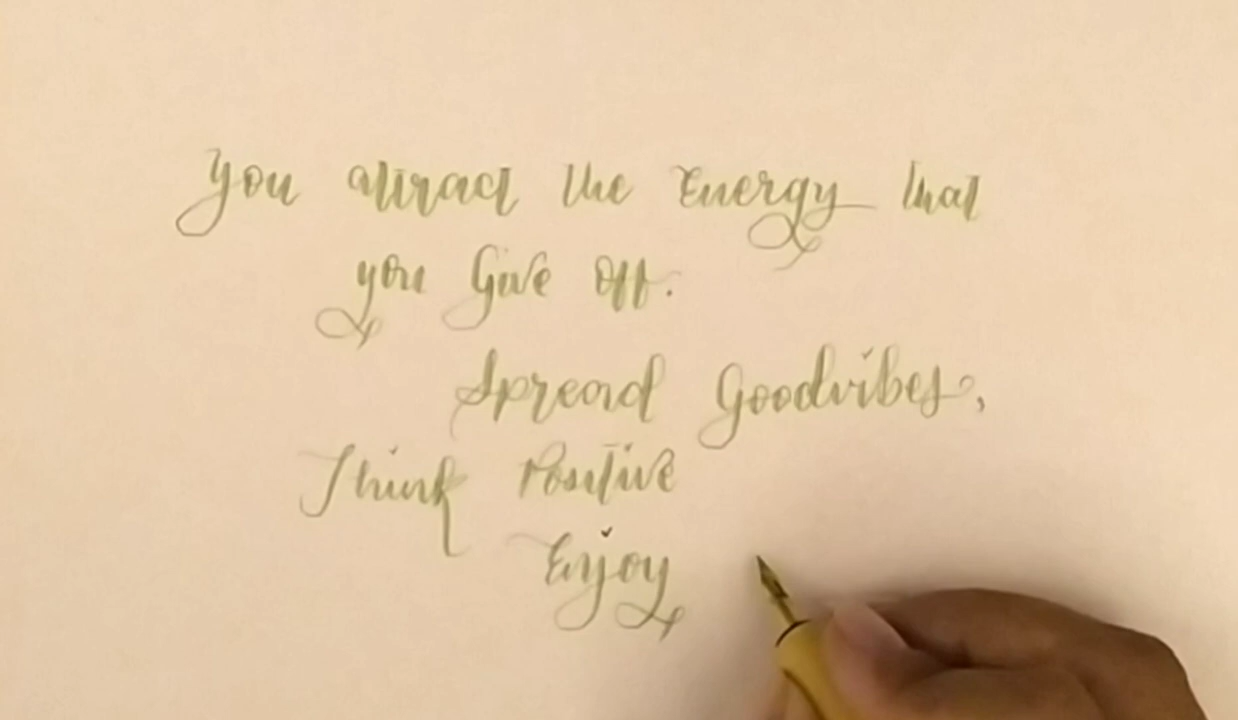 you attract the Energy that
you Give Off.
Spread Goodvibes,
Think Positive
Enjoy